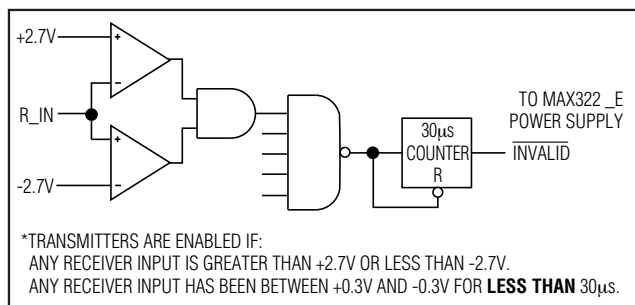 +2.7V
+
-
R_IN
+
-
-2.7V
30µs
COUNTER
R
TO MAX322 _E
POWER SUPPLY
INVALID
*TRANSMITTERS ARE ENABLED IF:
ANY RECEIVER INPUT IS GREATER THAN +2.7V OR LESS THAN -2.7V.
ANY RECEIVER INPUT HAS BEEN BETWEEN +0.3V AND -0.3V FOR LESS THAN 30µs.